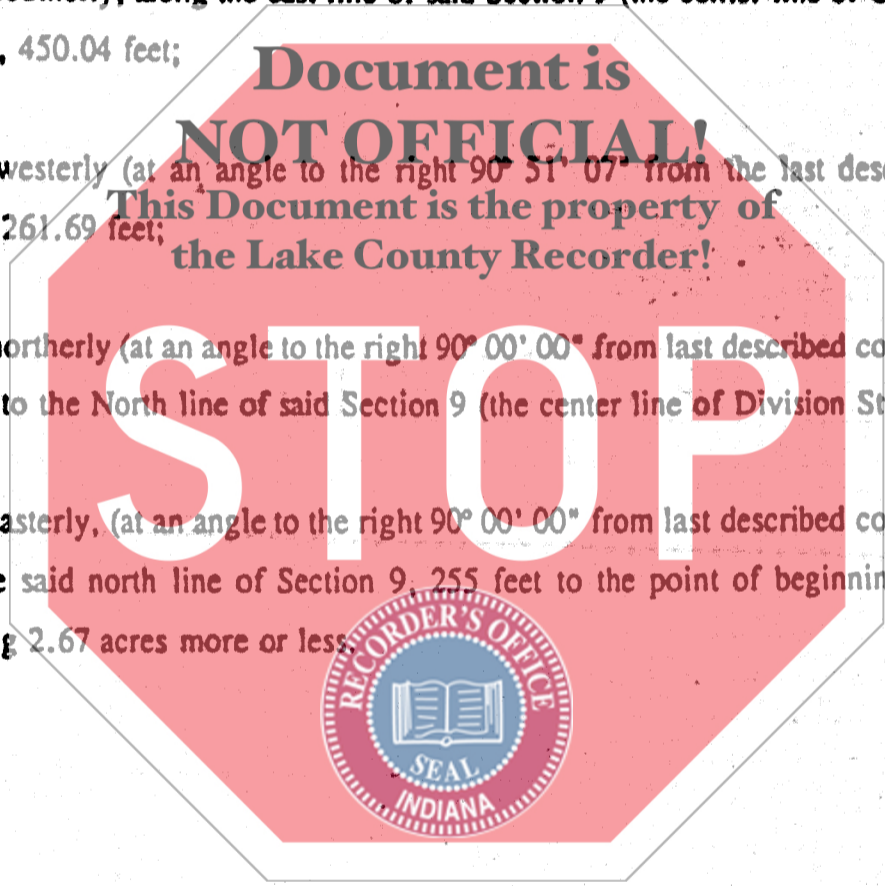 , 450.04 feet;
Document is
NOT OFFICIAL!
westerly (at an angle to the right 90° 51' 07" from the last des
This Document is the property of
261.69 feet;
the Lake County Recorder!
ortherly (at an angle to the right 90° 00' 00" from last described co
STOP
to the North line of said Section 9 (the center line of Division St
asterly, (at an angle to the right 90° 00' 00" from last described co
said north line of Section 9, 255 feet to the point of beginnin
g 2.67 acres more or less.
RECORDER'S OFFICE
SEAL
INDIANA